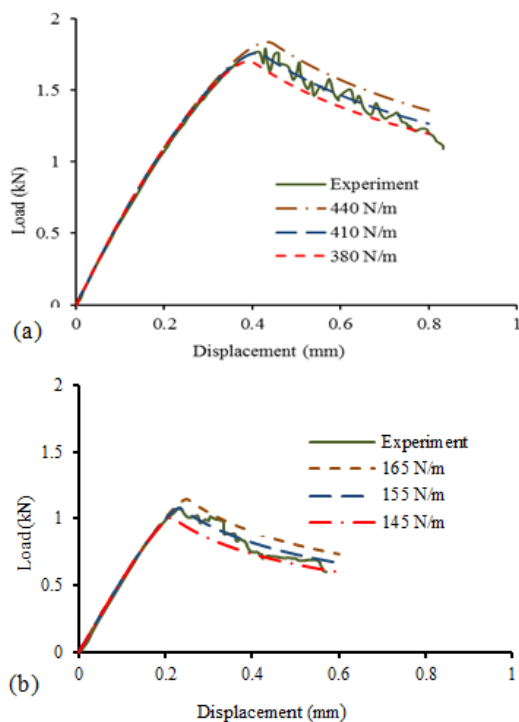 2
1.5
1
0.5
0
Load (kN)
Experiment
440 N/m
410 N/m
380 N/m
0 0.2 0.4 0.6 0.8 1
(a)
Displacement (mm)
2
1.5
1
0.5
0
Load (kN)
Experiment
165 N/m
155 N/m
145 N/m
0 0.2 0.4 0.6 0.8 1
(b)
Displacement (mm)